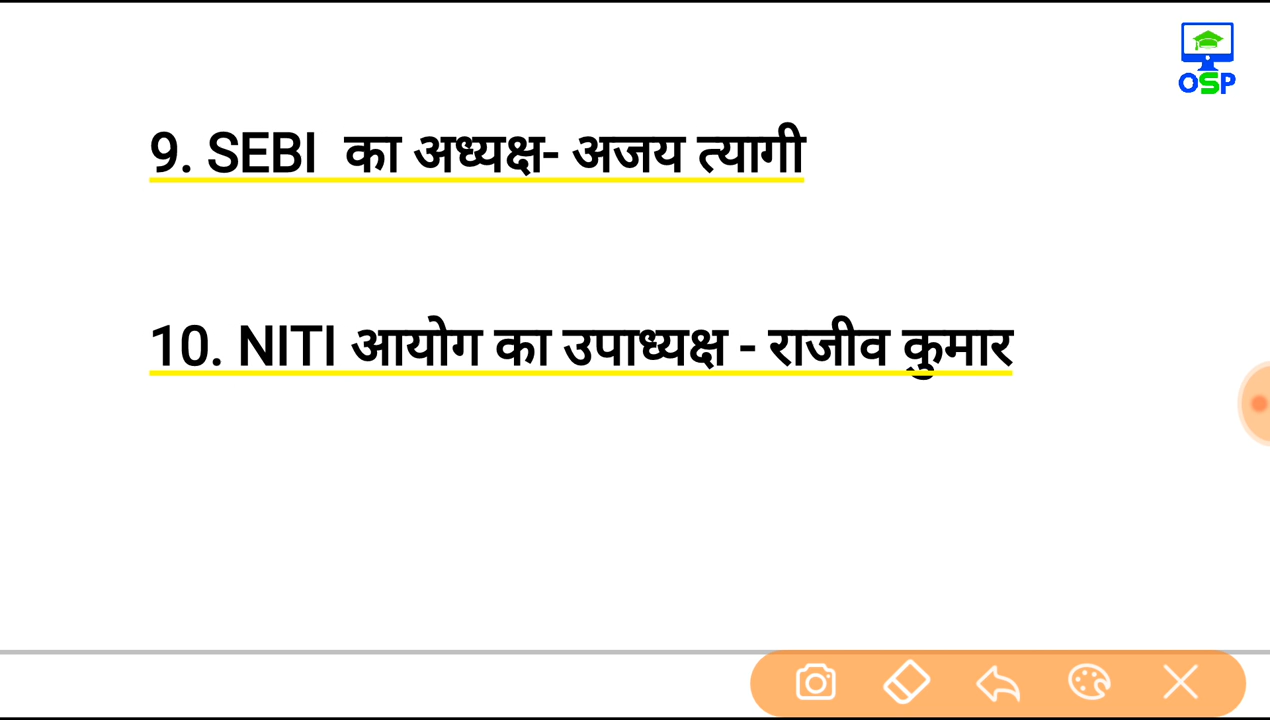 OSP
9. SEBI का अध्यक्ष- अजय त्यागी
10. NITI आयोग का उपाध्यक्ष - राजीव कुमार